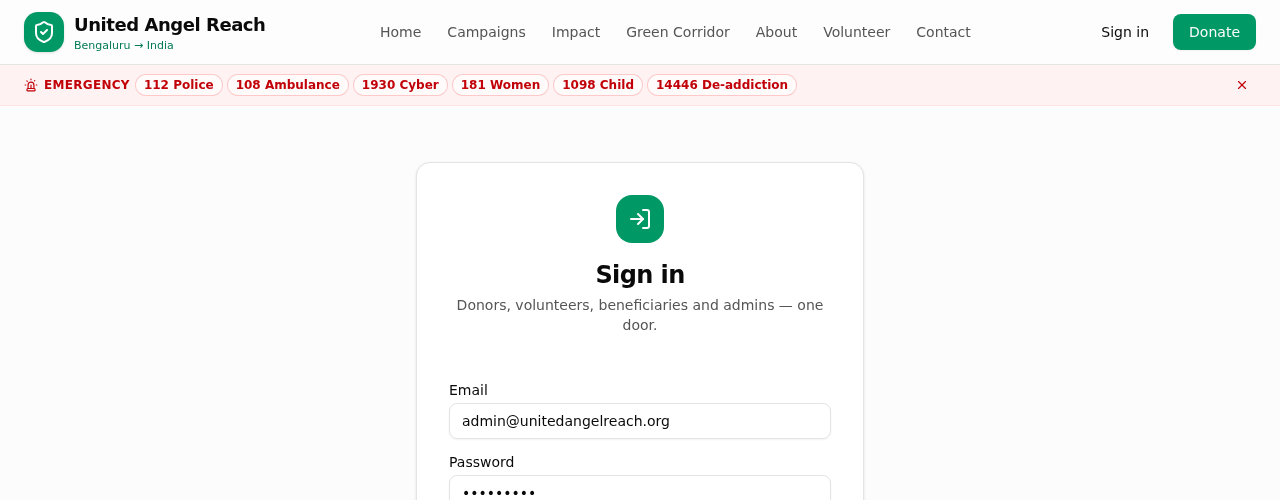 United Angel Reach
Bengaluru → India
Home Campaigns Impact Green Corridor About Volunteer Contact
Sign in Donate
EMERGENCY 112 Police 108 Ambulance 1930 Cyber 181 Women 1098 Child 14446 De-addiction ×
Sign in
Donors, volunteers, beneficiaries and admins — one
door.
Email
admin@unitedangelreach.org
Password
•••••••••